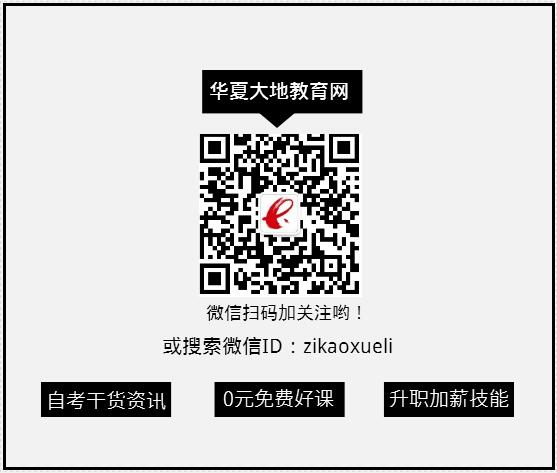 华夏大地教育网
微信扫码加关注哟！
或搜索微信ID：zikaoxueli
自考干货资讯
0元免费好课
升职加薪技能